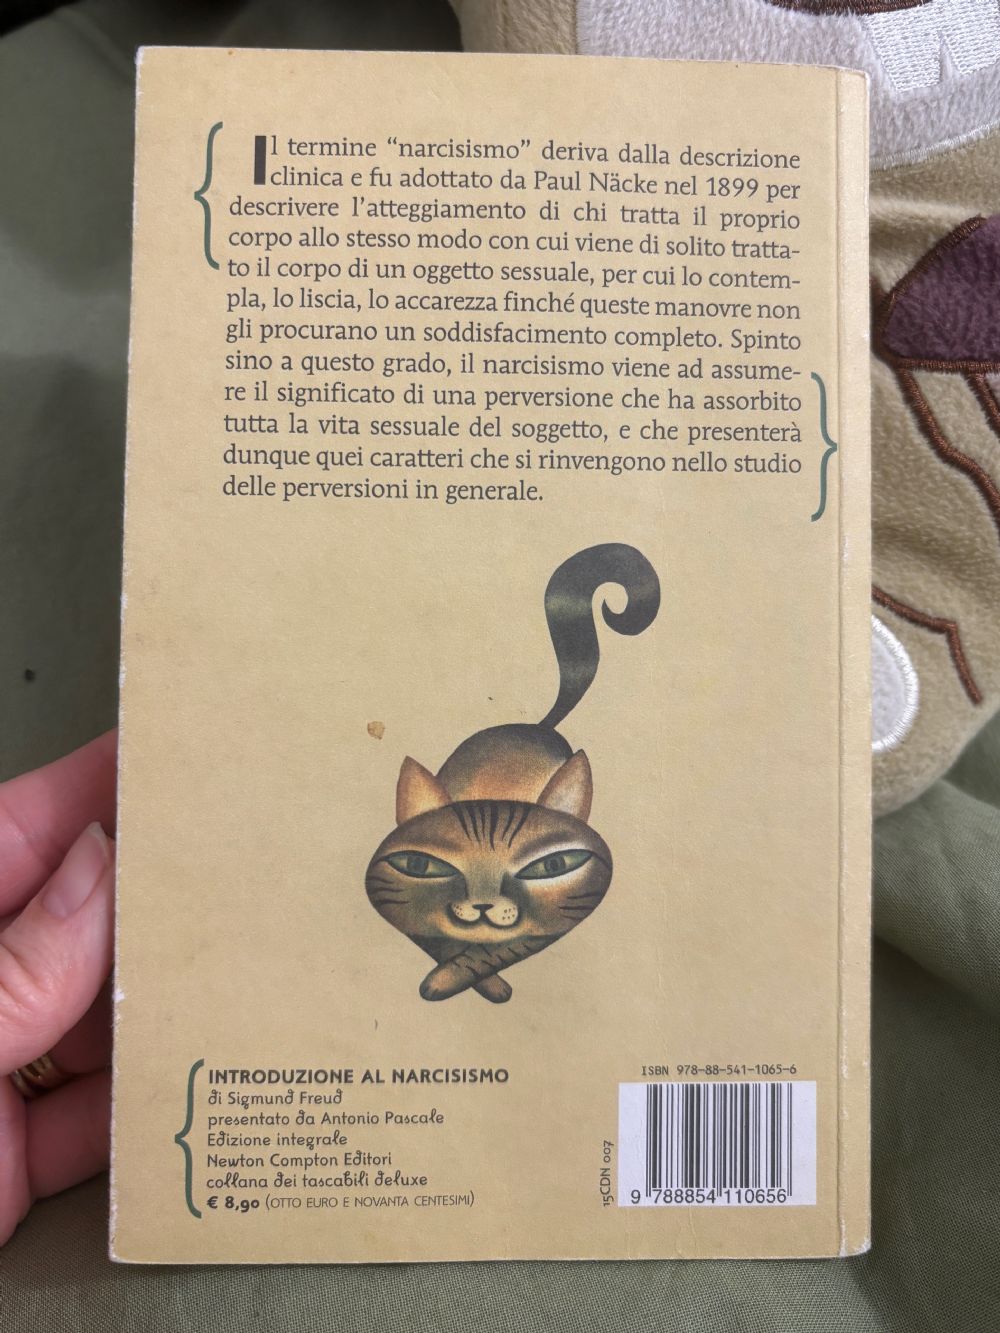 Il termine “narcisismo” deriva dalla descrizione
clinica e fu adottato da Paul Näcke nel 1899 per
descrivere l’atteggiamento di chi tratta il proprio
corpo allo stesso modo con cui viene di solito tratta-
to il corpo di un oggetto sessuale, per cui lo contem-
pla, lo liscia, lo accarezza finché queste manovre non
gli procurano un soddisfacimento completo. Spinto
sino a questo grado, il narcisismo viene ad assume-
re il significato di una perversione che ha assorbito
tutta la vita sessuale del soggetto, e che presenterà
dunque quei caratteri che si rinvengono nello studio
delle perversioni in generale.
INTRODUZIONE AL NARCISISMO
di Sigmund Freud
presentato da Antonio Pascale
Edizione integrale
Newton Compton Editori
collana dei tascabili deluxe
€ 8,90 (OTTO EURO E NOVANTA CENTESIMI)
ISBN 978-88-541-1065-6
15CDN 007
9 788854 110656